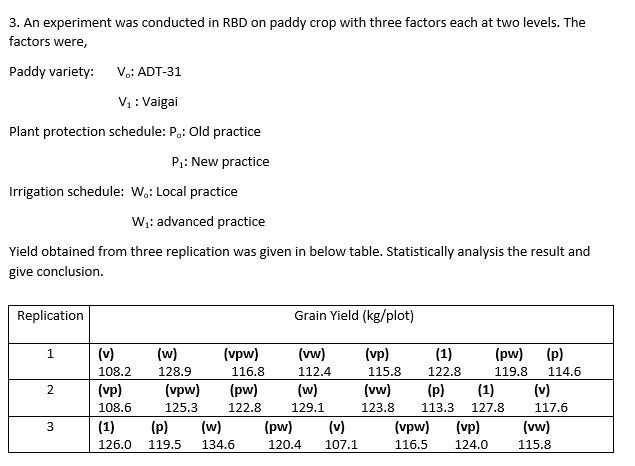 3. An experiment was conducted in RBD on paddy crop with three factors each at two levels. The
factors were,
Paddy variety: Vₒ: ADT-31
V₁ : Vaigai
Plant protection schedule: Pₒ: Old practice
P₁: New practice
Irrigation schedule: Wₒ: Local practice
W₁: advanced practice
Yield obtained from three replication was given in below table. Statistically analysis the result and
give conclusion.
Replication Grain Yield (kg/plot)
1 (v) (w) (vpw) (vw) (vp) (1) (pw) (p)
108.2 128.9 116.8 112.4 115.8 122.8 119.8 114.6
2 (vp) (vpw) (pw) (w) (vw) (p) (1) (v)
108.6 125.3 122.8 129.1 123.8 113.3 127.8 117.6
3 (1) (p) (w) (pw) (v) (vpw) (vp) (vw)
126.0 119.5 134.6 120.4 107.1 116.5 124.0 115.8